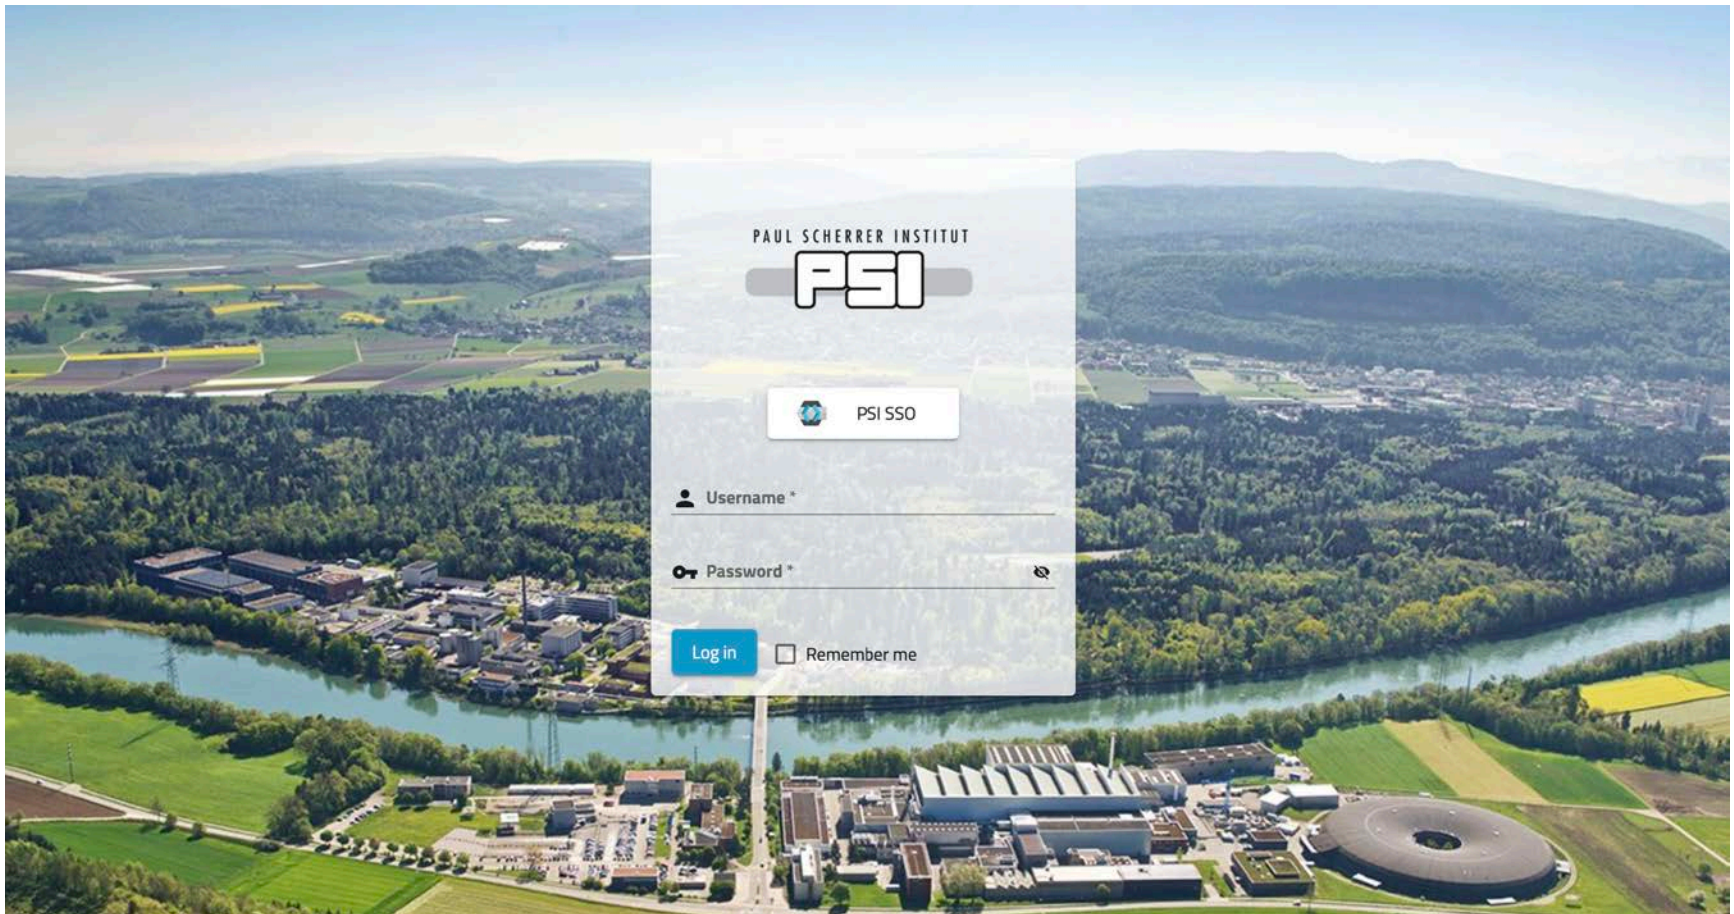 PAUL SCHERRER INSTITUT
PSI
PSI SSO
Username *
Password *
Log in
Remember me